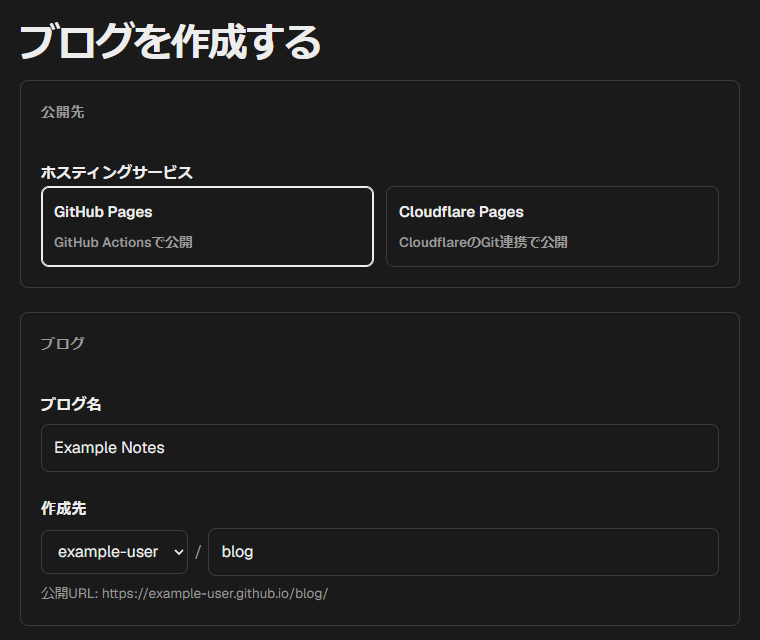 ブログを作成する
公開先
ホスティングサービス
GitHub Pages
GitHub Actionsで公開
Cloudflare Pages
CloudflareのGit連携で公開
ブログ
ブログ名
Example Notes
作成先
example-user / blog
公開URL: https://example-user.github.io/blog/